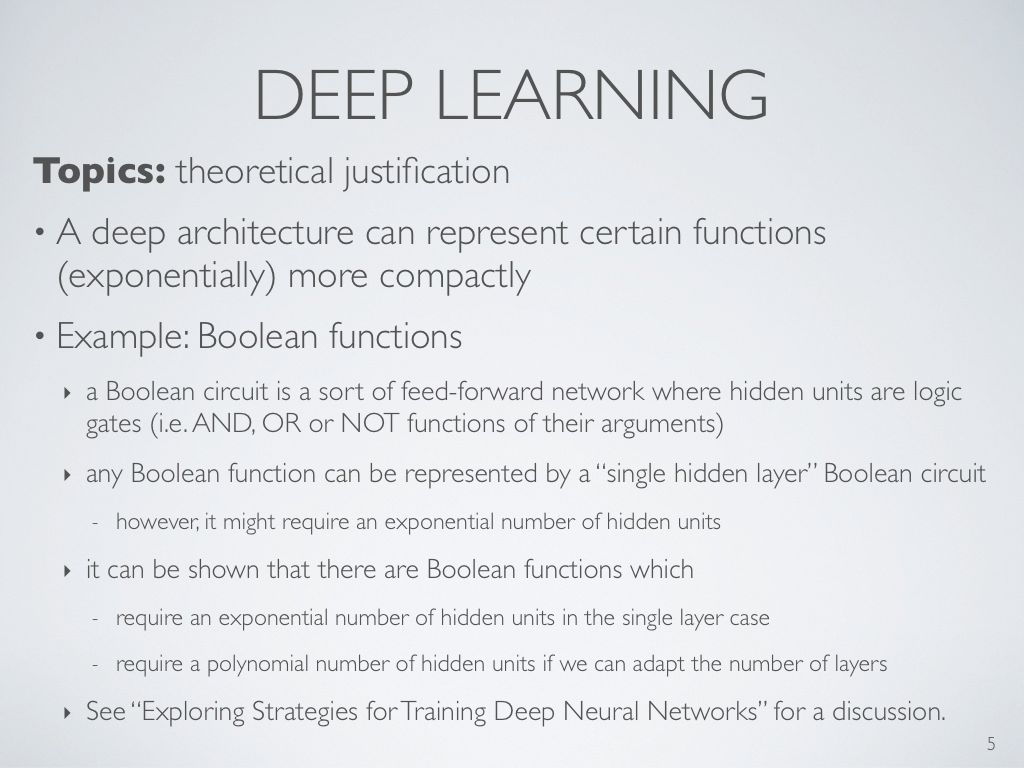 DEEP LEARNING
Topics: theoretical justification
• A deep architecture can represent certain functions
(exponentially) more compactly
• Example: Boolean functions
‣ a Boolean circuit is a sort of feed-forward network where hidden units are logic
gates (i.e. AND, OR or NOT functions of their arguments)
‣ any Boolean function can be represented by a “single hidden layer” Boolean circuit
- however, it might require an exponential number of hidden units
‣ it can be shown that there are Boolean functions which
- require an exponential number of hidden units in the single layer case
- require a polynomial number of hidden units if we can adapt the number of layers
‣ See “Exploring Strategies for Training Deep Neural Networks” for a discussion.
5